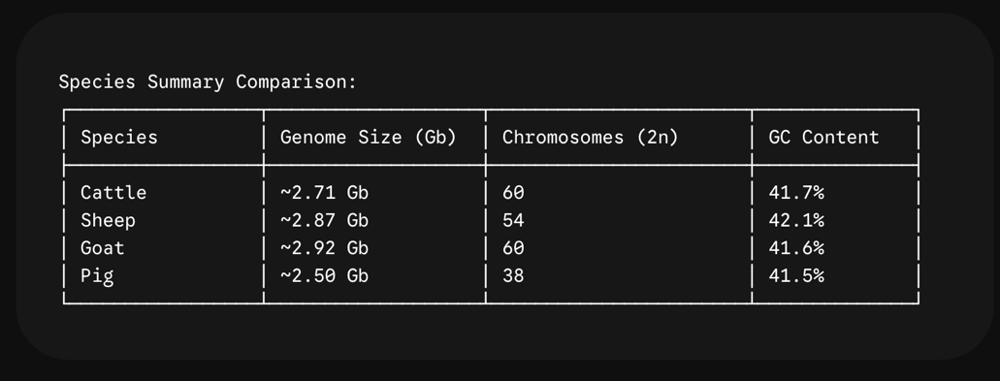 Species Summary Comparison:
Species Genome Size (Gb) Chromosomes (2n) GC Content
Cattle ~2.71 Gb 60 41.7%
Sheep ~2.87 Gb 54 42.1%
Goat ~2.92 Gb 60 41.6%
Pig ~2.50 Gb 38 41.5%